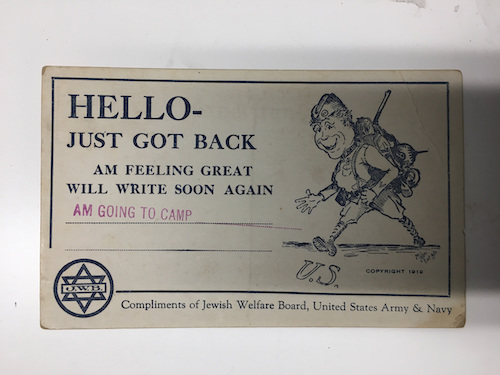 HELLO-
JUST GOT BACK
AM FEELING GREAT
WILL WRITE SOON AGAIN
AM GOING TO CAMP
U.S.
COPYRIGHT 1919
J.W.B.
Compliments of Jewish Welfare Board, United States Army & Navy